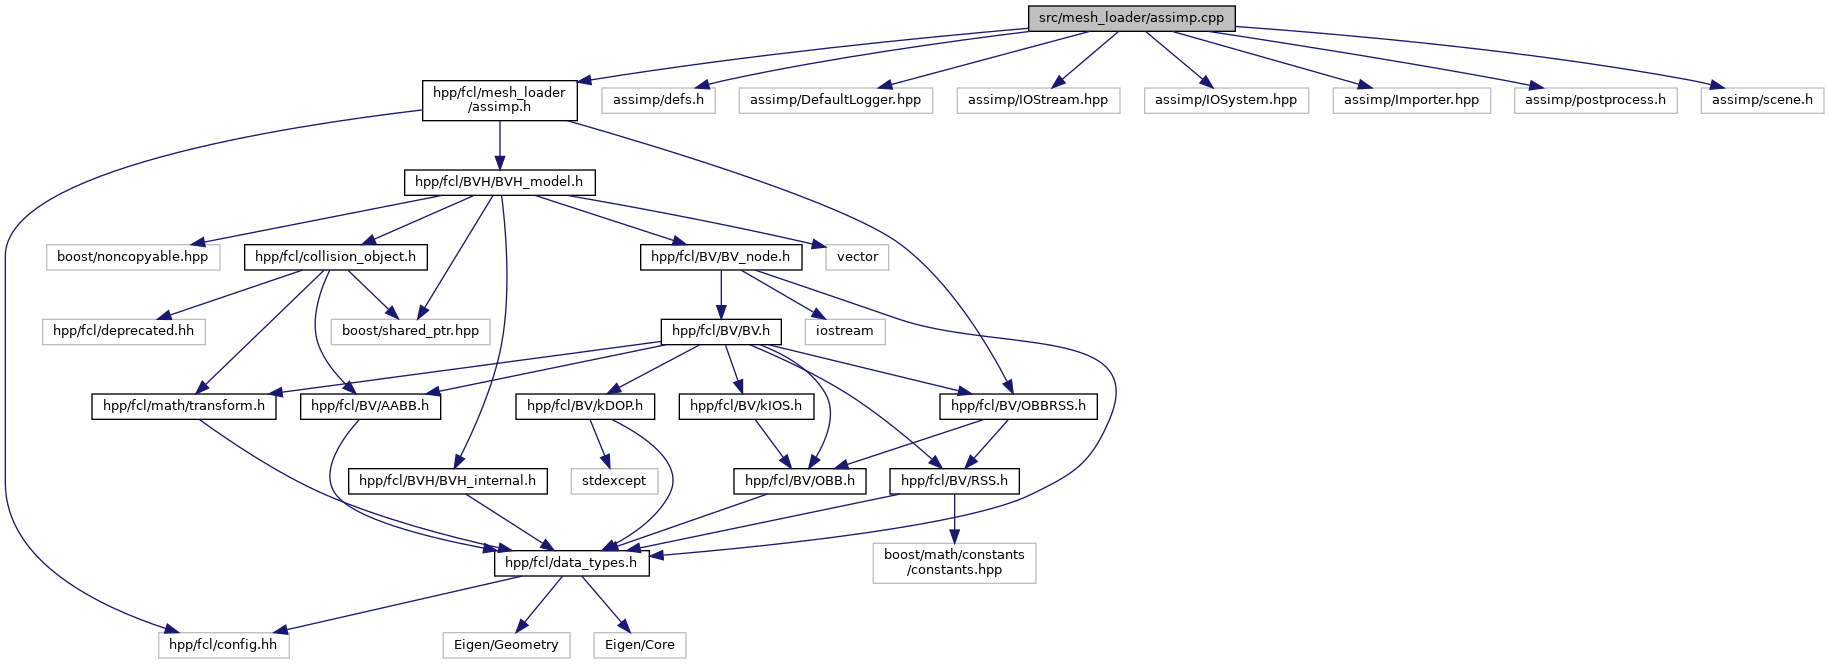 src/mesh_loader/assimp.cpp
hpp/fcl/mesh_loader
/assimp.h
assimp/defs.h
assimp/DefaultLogger.hpp
assimp/IOStream.hpp
assimp/IOSystem.hpp
assimp/Importer.hpp
assimp/postprocess.h
assimp/scene.h
hpp/fcl/BVH/BVH_model.h
boost/noncopyable.hpp
hpp/fcl/collision_object.h
hpp/fcl/BV/BV_node.h
vector
hpp/fcl/deprecated.hh
boost/shared_ptr.hpp
hpp/fcl/BV/BV.h
iostream
hpp/fcl/math/transform.h
hpp/fcl/BV/AABB.h
hpp/fcl/BV/kDOP.h
hpp/fcl/BV/kIOS.h
hpp/fcl/BV/OBBRSS.h
hpp/fcl/BVH/BVH_internal.h
stdexcept
hpp/fcl/BV/OBB.h
hpp/fcl/BV/RSS.h
hpp/fcl/data_types.h
boost/math/constants
/constants.hpp
hpp/fcl/config.hh
Eigen/Geometry
Eigen/Core